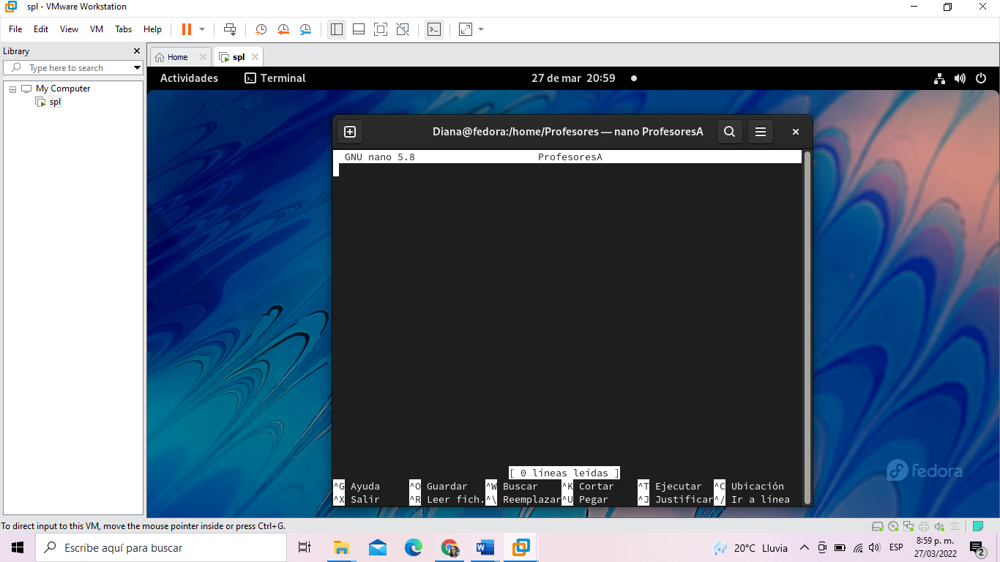 spl - VMware Workstation
File Edit View VM Tabs Help
Library
Type here to search
My Computer
spl
Home
spl
Actividades Terminal 27 de mar 20:59
Diana@fedora:/home/Profesores — nano ProfesoresA
GNU nano 5.8 ProfesoresA
[ 0 líneas leídas ]
^G Ayuda ^O Guardar ^W Buscar ^K Cortar ^T Ejecutar ^C Ubicación
^X Salir ^R Leer fich. ^\ Reemplazar ^U Pegar ^J Justificar ^/ Ir a línea
fedora
To direct input to this VM, move the mouse pointer inside or press Ctrl+G.
Escribe aquí para buscar
20°C Lluvia
ESP
8:59 p. m.
27/03/2022
2